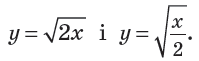 y = √2x і y = √x/2.